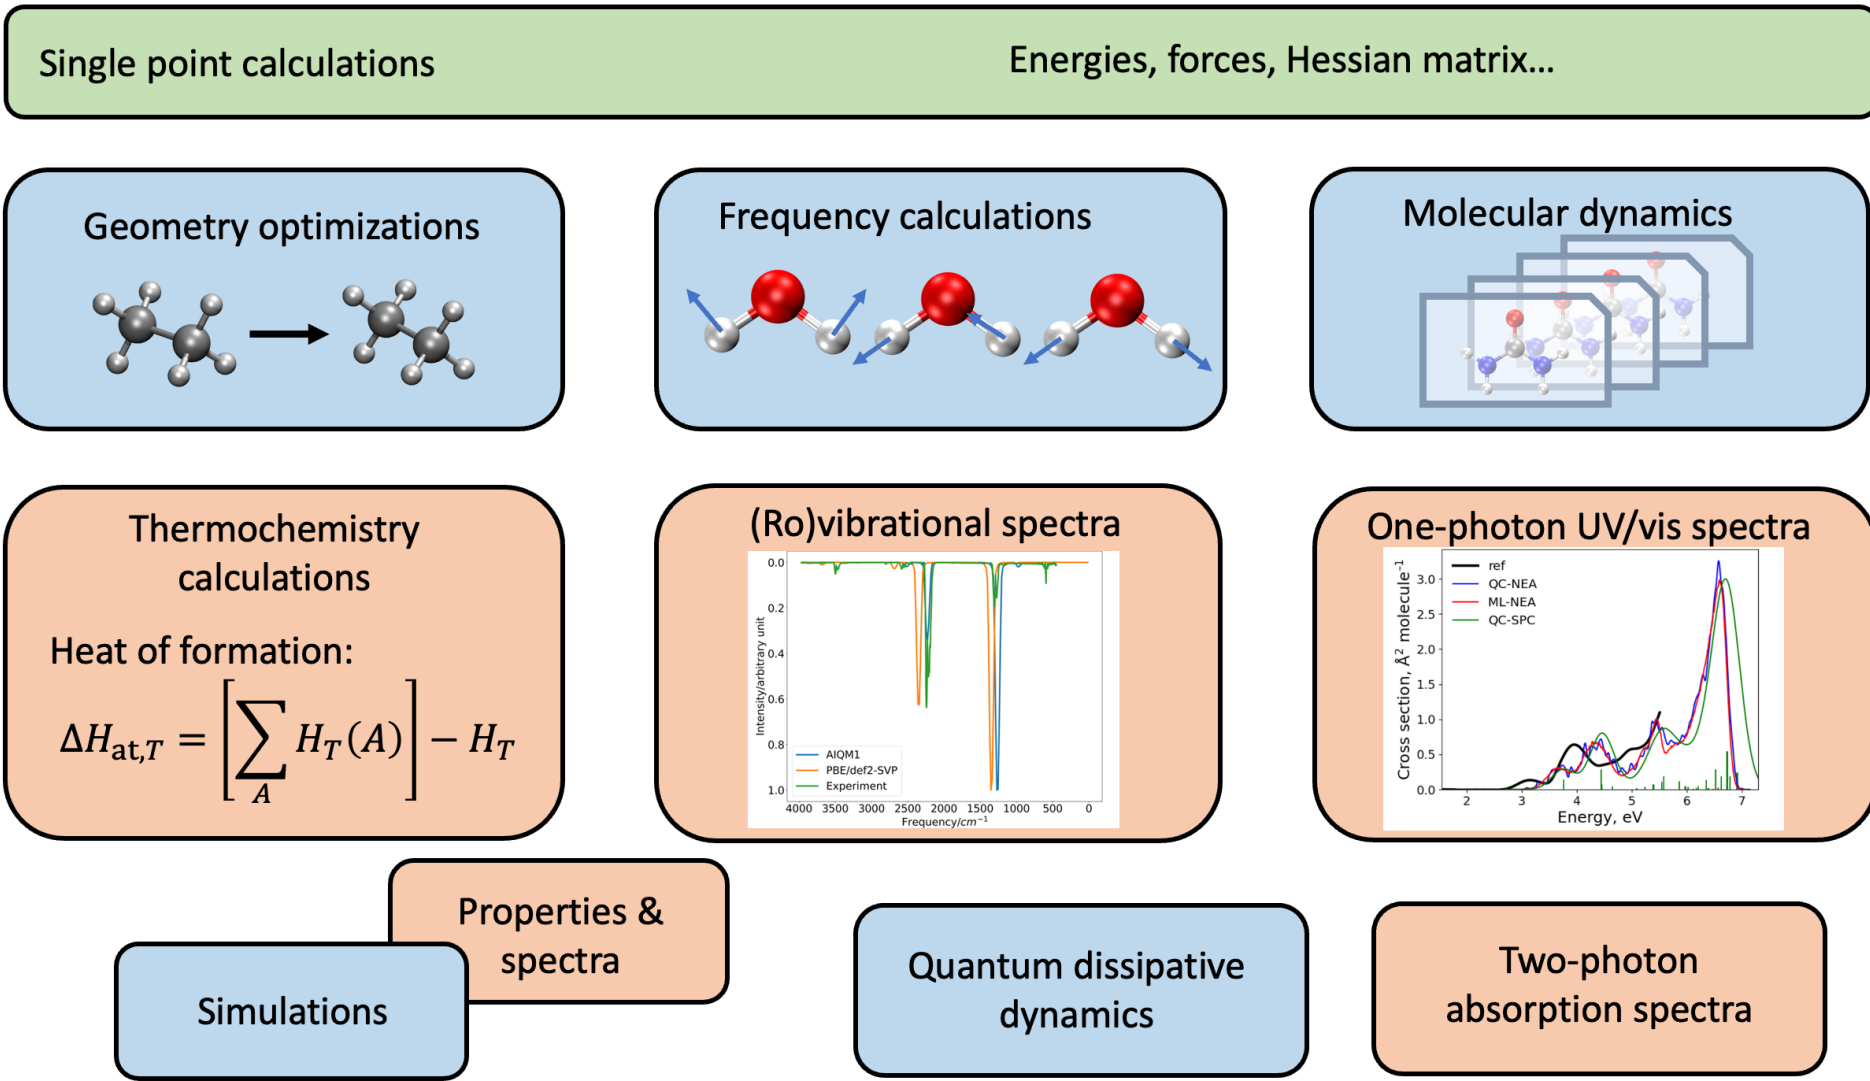 Single point calculations
Energies, forces, Hessian matrix...
Geometry optimizations
Frequency calculations
Molecular dynamics
Thermochemistry
calculations
Heat of formation:
ΔH_at,T = [∑_A H_T(A)] − H_T
(Ro)vibrational spectra
Intensity/arbitrary unit
0.0
0.2
0.4
0.6
0.8
1.0
AIQM1
PBE/def2-SVP
Experiment
4000 3500 3000 2500 2000 1500 1000 500 0
Frequency/cm⁻¹
One-photon UV/vis spectra
Cross section, Å² molecule⁻¹
3.0
2.5
2.0
1.5
1.0
0.5
0.0
ref
QC-NEA
ML-NEA
QC-SPC
2 3 4 5 6 7
Energy, eV
Properties &
spectra
Simulations
Quantum dissipative
dynamics
Two-photon
absorption spectra